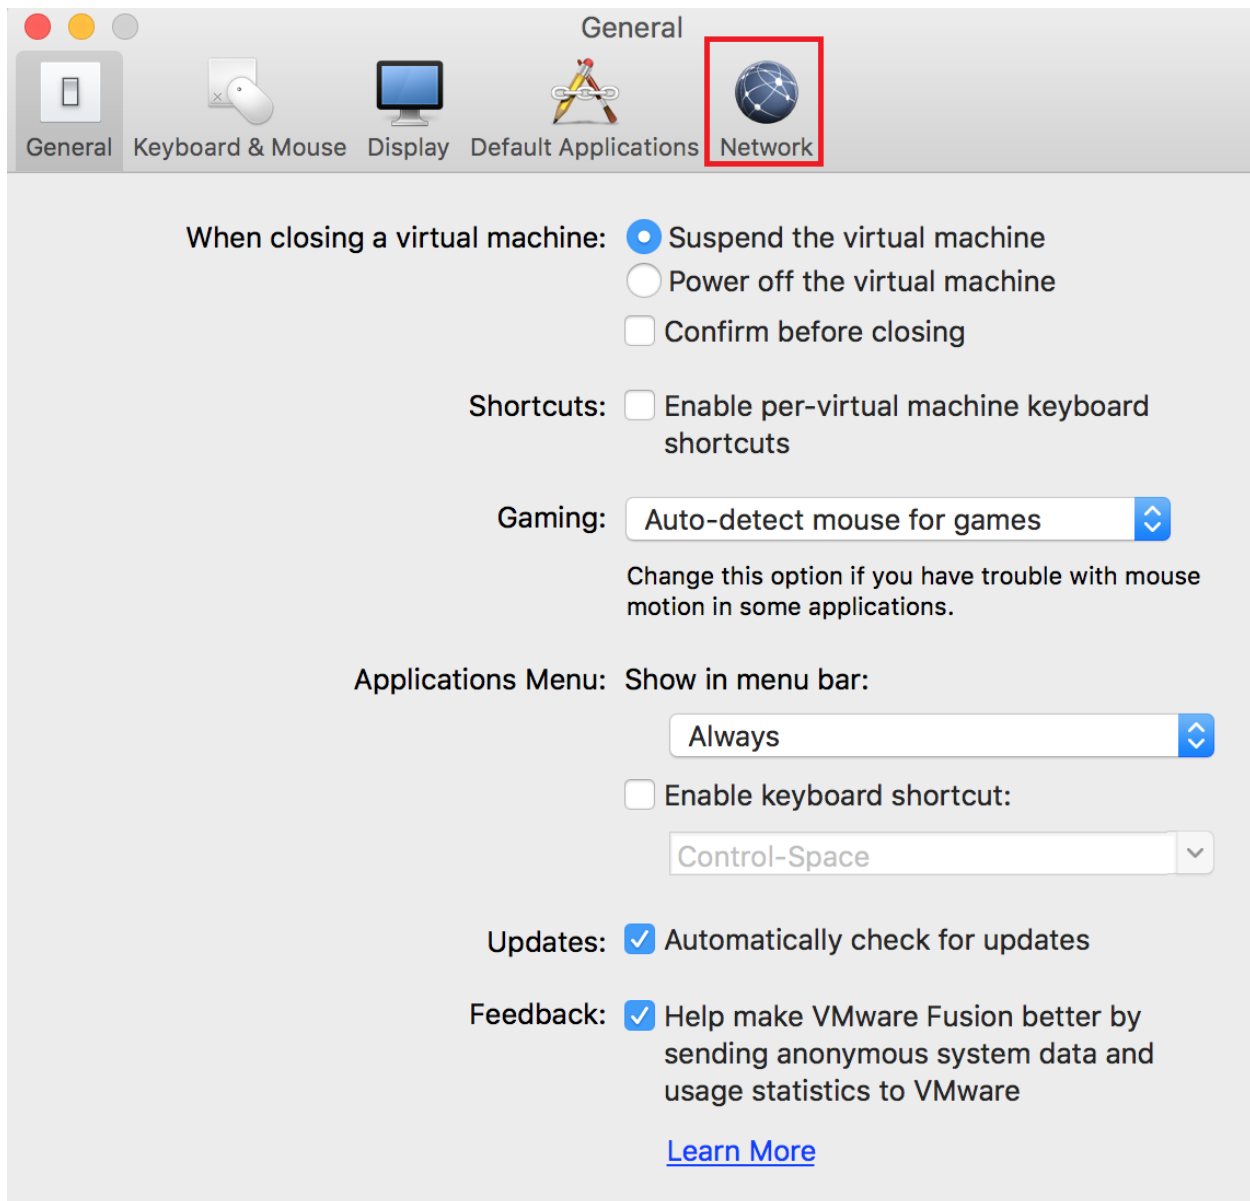 General
General Keyboard & Mouse Display Default Applications Network
When closing a virtual machine: Suspend the virtual machine
Power off the virtual machine
Confirm before closing
Shortcuts: Enable per-virtual machine keyboard
shortcuts
Gaming: Auto-detect mouse for games
Change this option if you have trouble with mouse
motion in some applications.
Applications Menu: Show in menu bar:
Always
Enable keyboard shortcut:
Control-Space
Updates: Automatically check for updates
Feedback: Help make VMware Fusion better by
sending anonymous system data and
usage statistics to VMware
Learn More